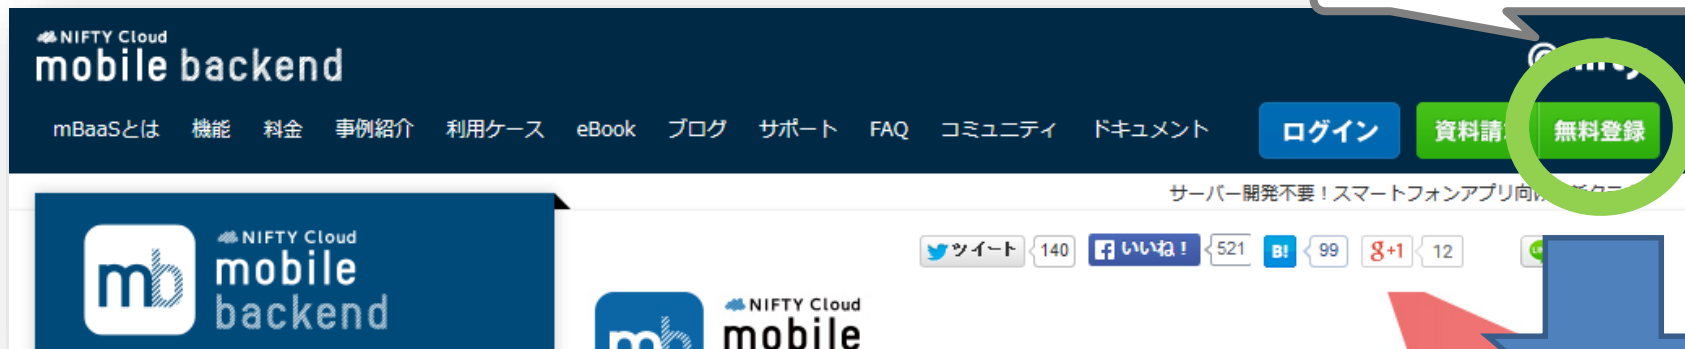 NIFTY Cloud
mobile backend
mBaaSとは 機能 料金 事例紹介 利用ケース eBook ブログ サポート FAQ コミュニティ ドキュメント ログイン 資料請 無料登録
サーバー開発不要！スマートフォンアプリ向け
NIFTY Cloud
mobile
backend
ツイート 140 いいね！ 521 B! 99 g+1 12
mb
NIFTY Cloud
mobile
mb